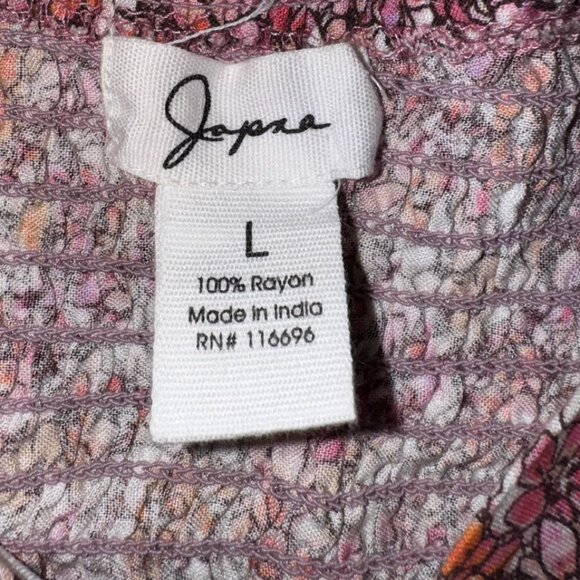 Japna
L
100% Rayon
Made in India
RN# 116696